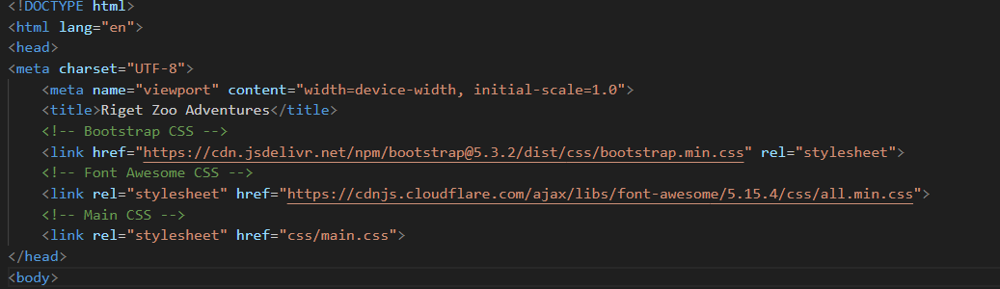 <!DOCTYPE html>
<html lang="en">
<head>
<meta charset="UTF-8">
<meta name="viewport" content="width=device-width, initial-scale=1.0">
<title>Riget Zoo Adventures</title>
<!-- Bootstrap CSS -->
<link href="https://cdn.jsdelivr.net/npm/bootstrap@5.3.2/dist/css/bootstrap.min.css" rel="stylesheet">
<!-- Font Awesome CSS -->
<link rel="stylesheet" href="https://cdnjs.cloudflare.com/ajax/libs/font-awesome/5.15.4/css/all.min.css">
<!-- Main CSS -->
<link rel="stylesheet" href="css/main.css">
</head>
<body>